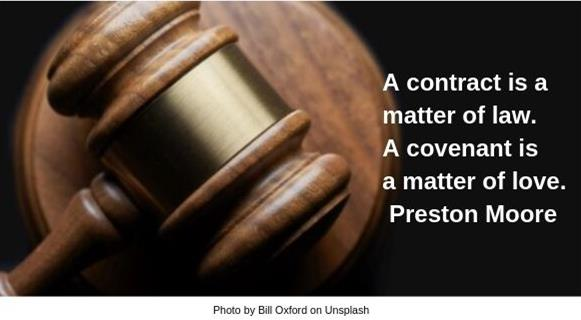 A contract is a
matter of law.
A covenant is
a matter of love.
Preston Moore
Photo by Bill Oxford on Unsplash